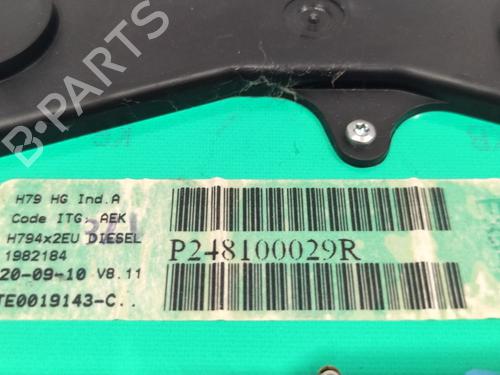 B-PARTS
H79 HG Ind.A
Code ITG, AEK
H794x2EU DIESEL
1982184
20-09-10 V8.11
TE0019143-C..
P248100029R